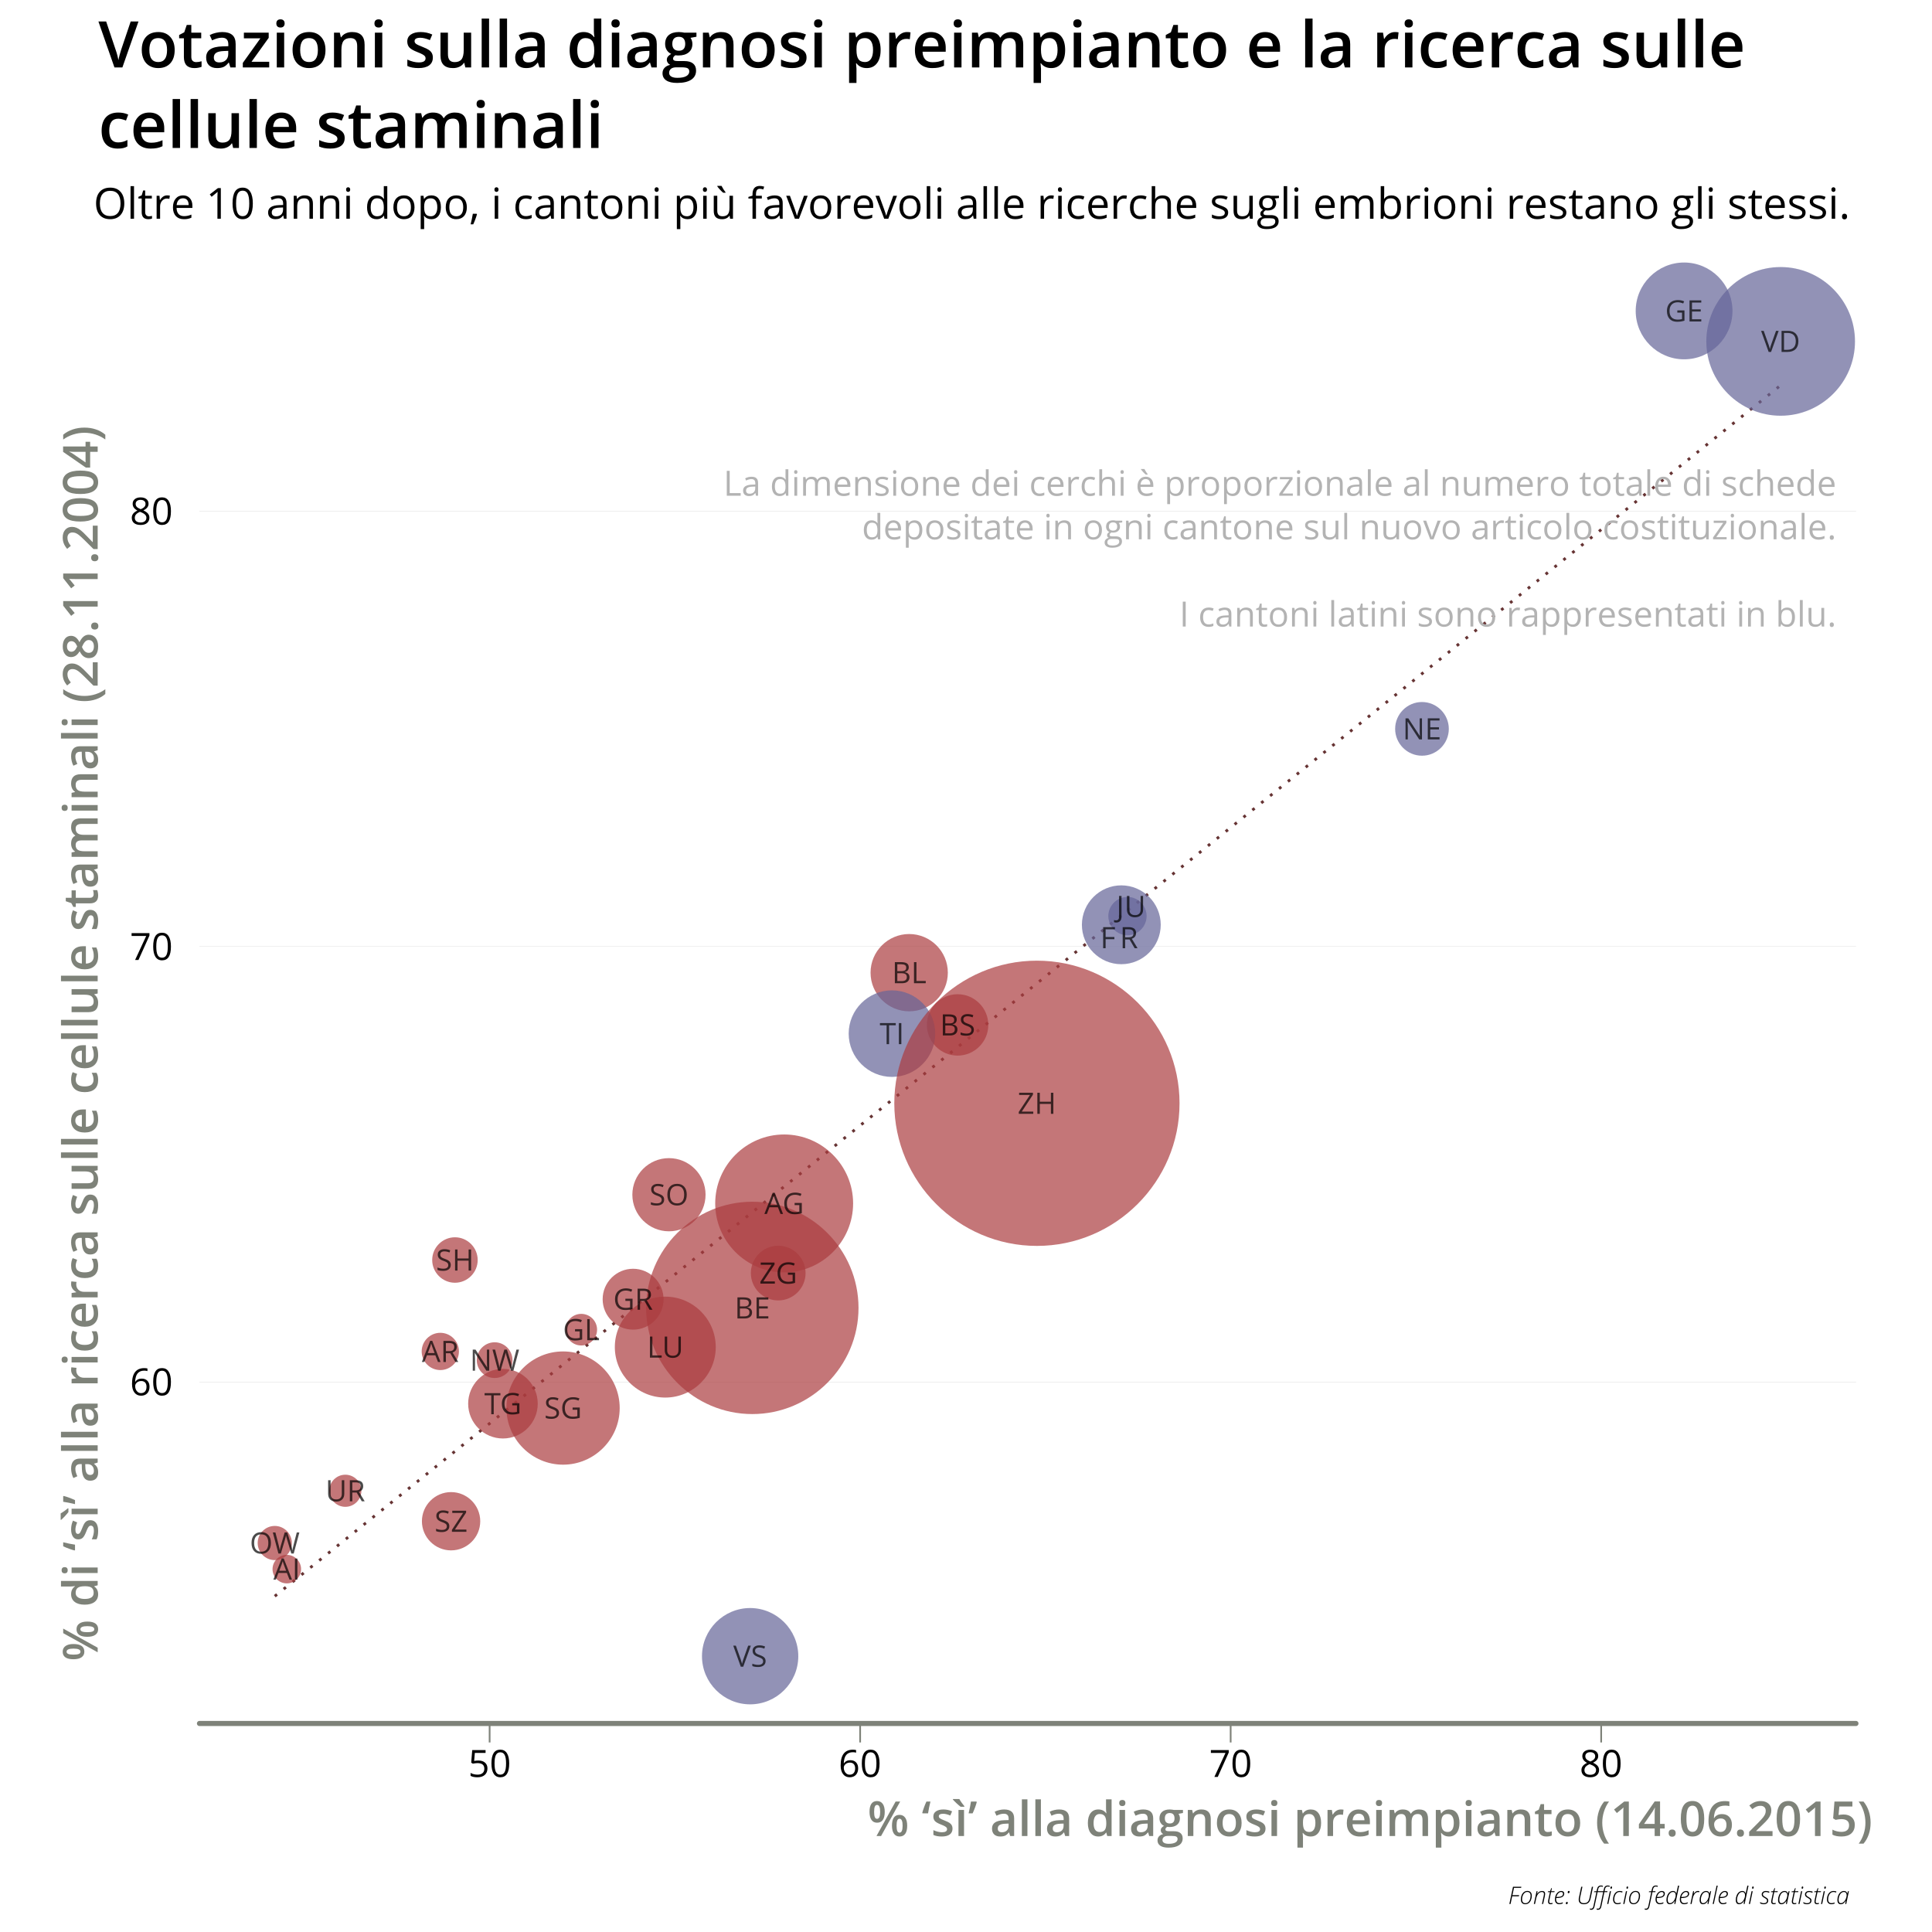 Votazioni sulla diagnosi preimpianto e la ricerca sulle
cellule staminali
Oltre 10 anni dopo, i cantoni più favorevoli alle ricerche sugli embrioni restano gli stessi.
GE
VD
% di ‘sì’ alla ricerca sulle cellule staminali (28.11.2004)
La dimensione dei cerchi è proporzionale al numero totale di schede
80
depositate in ogni cantone sul nuovo articolo costituzionale.
I cantoni latini sono rappresentati in blu.
NE
JU
FR
70
BL
BS
TI
ZH
SO
AG
SH
ZG
GR
BE
GL
LU
AR
NW
60
TG
SG
UR
SZ
OW
AI
VS
50 60 70 80
% ‘sì’ alla diagnosi preimpianto (14.06.2015)
Fonte: Ufficio federale di statistica